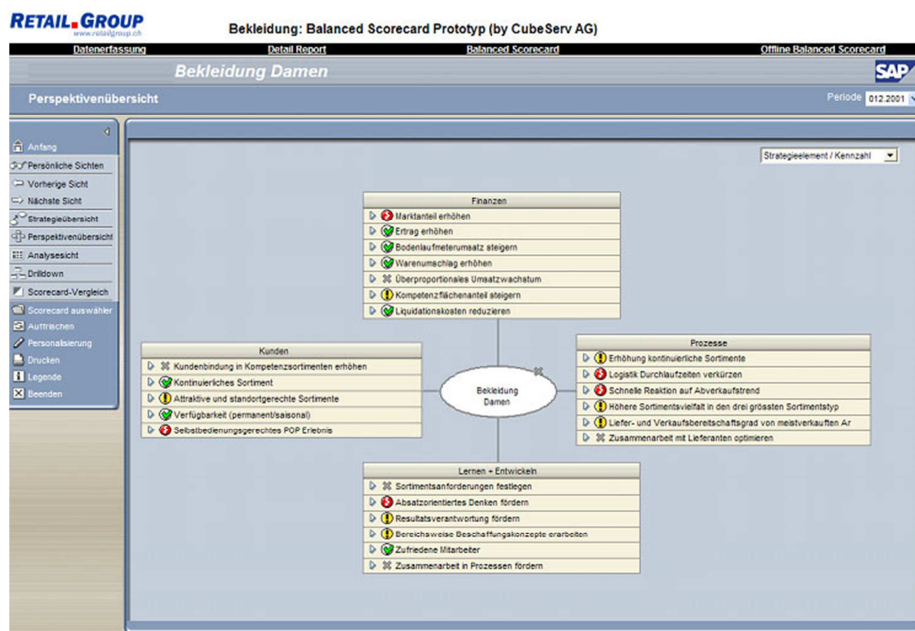 RETAIL GROUP
www.retailgroup.ch
Bekleidung: Balanced Scorecard Prototyp (by CubeServ AG)
Datenerfassung Detail Report Balanced Scorecard Offline Balanced Scorecard
Bekleidung Damen
SAP
Perspektivenübersicht
Periode 012.2001
Anfang
Persönliche Sichten
Vorherige Sicht
Nächste Sicht
Strategieübersicht
Perspektivenübersicht
Analysesicht
Drilldown
Scorecard-Vergleich
Scorecard auswähler
Auffrischen
Personalisierung
Drucken
Legende
Beenden
Strategieelement / Kennzahl
Finanzen
Marktanteil erhöhen
Ertrag erhöhen
Bodenlaufmeterumsatz steigern
Warenumschlag erhöhen
Überproportionales Umsatzwachstum
Kompetenzflächenanteil steigern
Liquidationskosten reduzieren
Kunden
Kundenbindung in Kompetenzsortimenten erhöhen
Kontinuierliches Sortiment
Attraktive und standortgerechte Sortimente
Verfügbarkeit (permanent/saisonal)
Selbstbedienungsgerechtes POP Erlebnis
Bekleidung
Damen
Prozesse
Erhöhung kontinuierliche Sortimente
Logistik Durchlaufzeiten verkürzen
Schnelle Reaktion auf Abverkaufstrend
Höhere Sortimentsvielfalt in den drei grössten Sortimentstyp
Liefer- und Verkaufsbereitschaftsgrad von meistverkauften Ar
Zusammenarbeit mit Lieferanten optimieren
Lernen + Entwickeln
Sortimentsanforderungen festlegen
Absatzorientiertes Denken fördern
Resultatsverantwortung fördern
Bereichsweise Beschaffungskonzepte erarbeiten
Zufriedene Mitarbeiter
Zusammenarbeit in Prozessen fördern